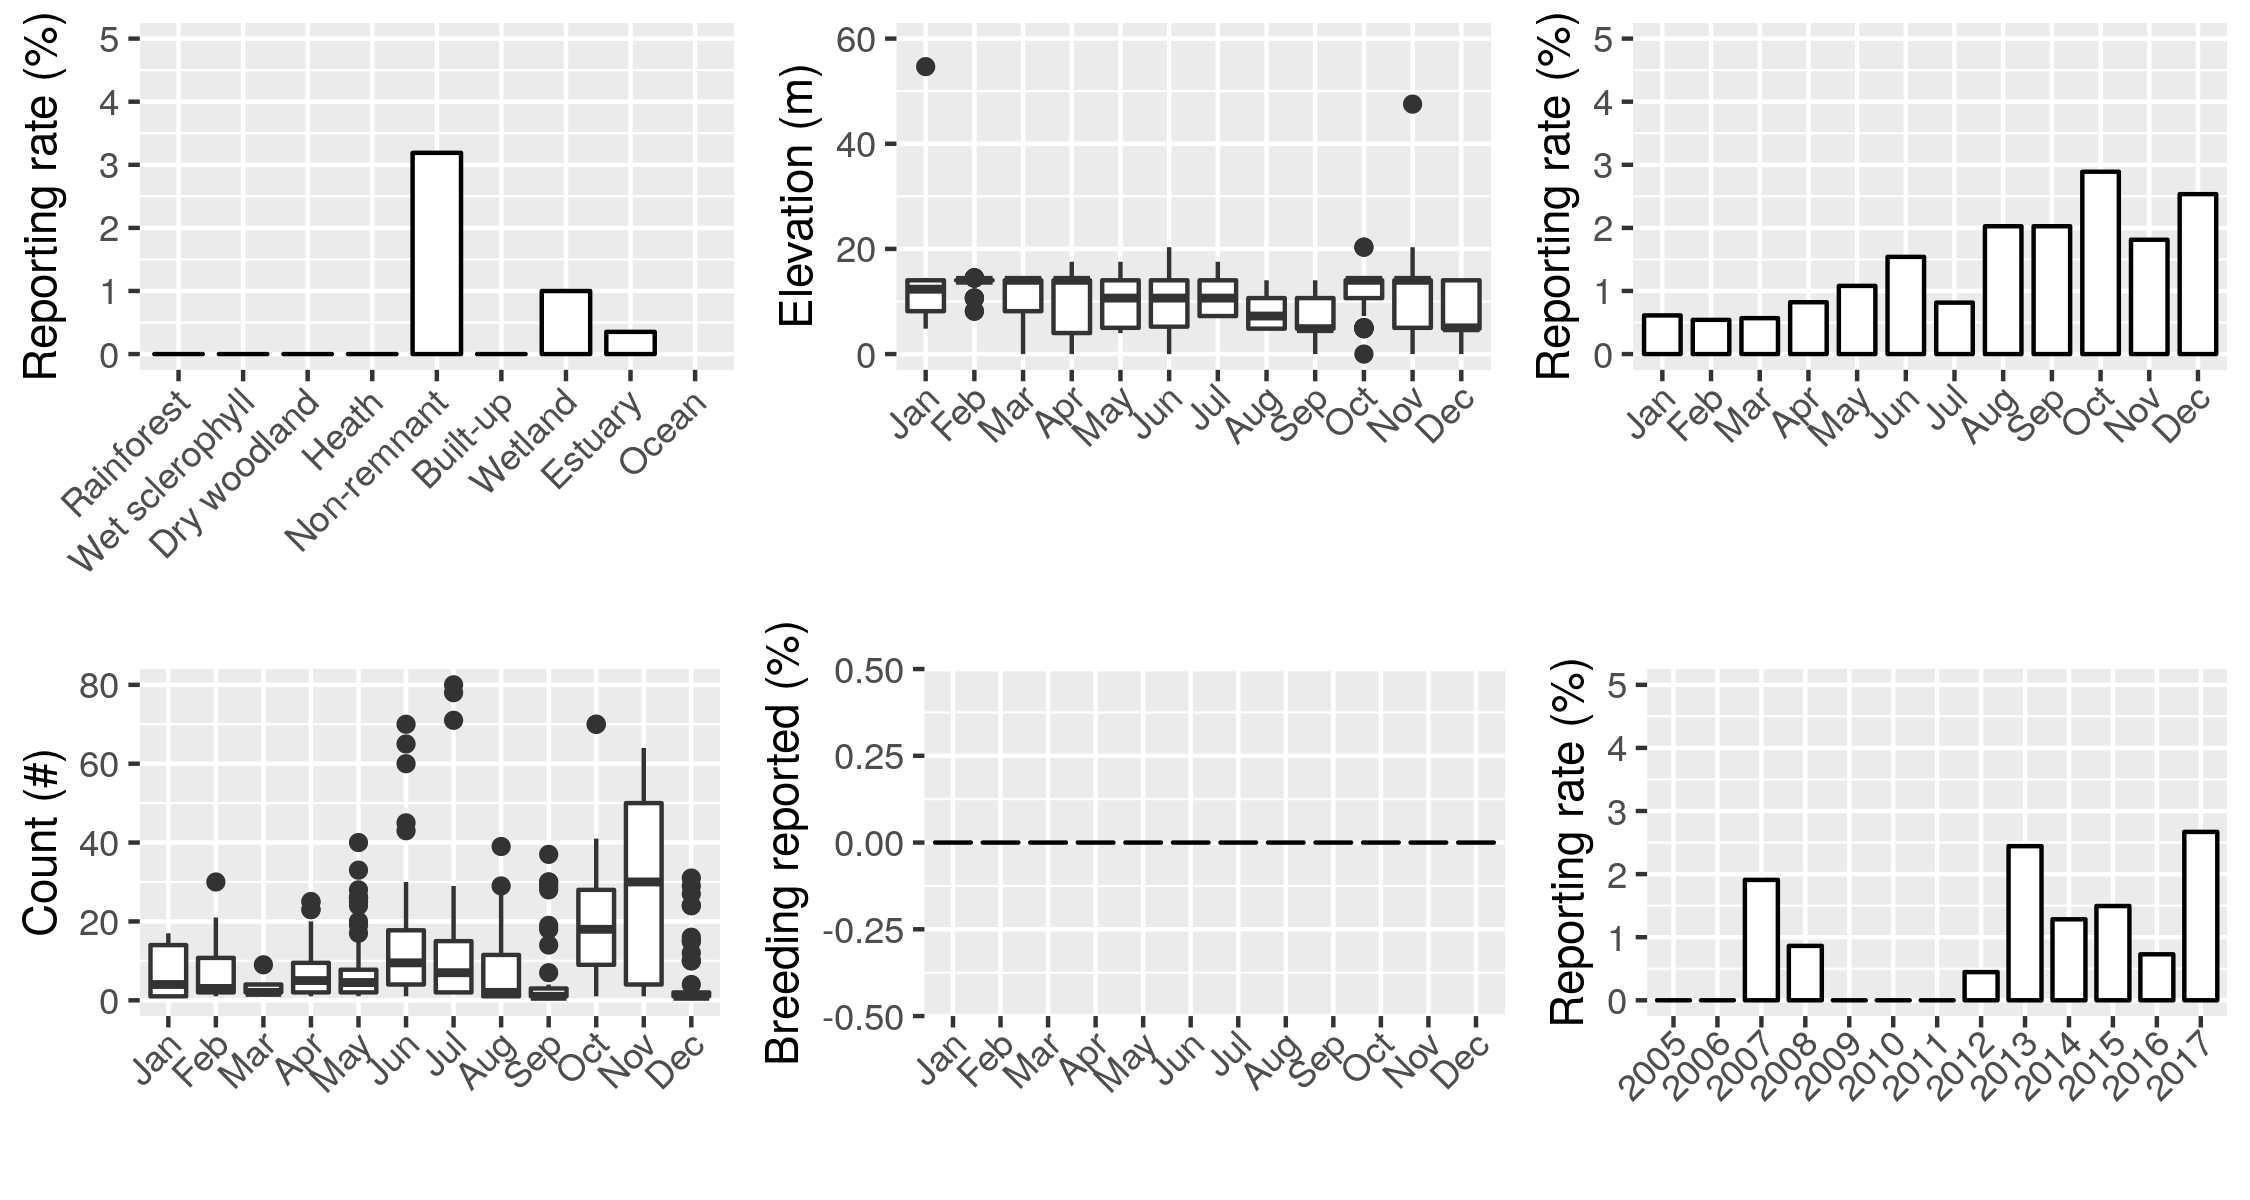 Reporting rate (%)
5
4
3
2
1
0
Rainforest
Wet sclerophyll
Dry woodland
Heath
Non-remnant
Built-up
Wetland
Estuary
Ocean
Elevation (m)
60
40
20
0
Jan
Feb
Mar
Apr
May
Jun
Jul
Aug
Sep
Oct
Nov
Dec
Reporting rate (%)
5
4
3
2
1
0
Jan
Feb
Mar
Apr
May
Jun
Jul
Aug
Sep
Oct
Nov
Dec
Count (#)
80
60
40
20
0
Jan
Feb
Mar
Apr
May
Jun
Jul
Aug
Sep
Oct
Nov
Dec
Breeding reported (%)
0.50
0.25
0.00
-0.25
-0.50
Jan
Feb
Mar
Apr
May
Jun
Jul
Aug
Sep
Oct
Nov
Dec
Reporting rate (%)
5
4
3
2
1
0
2005
2006
2007
2008
2009
2010
2011
2012
2013
2014
2015
2016
2017